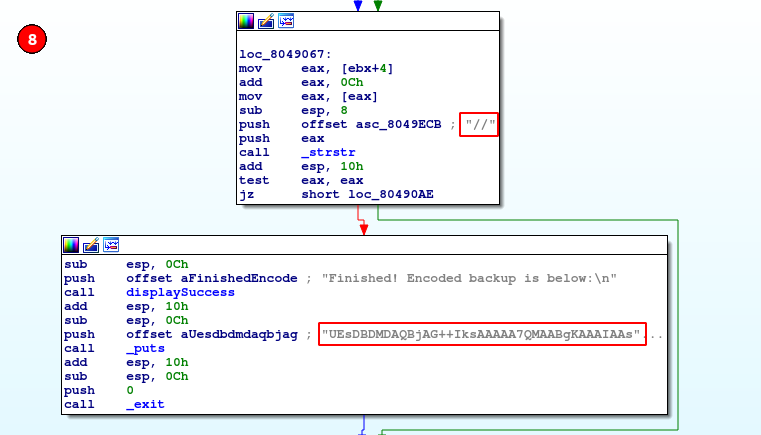 8
loc_8049067:
mov eax, [ebx+4]
add eax, 0Ch
mov eax, [eax]
sub esp, 8
push offset asc_8049ECB ; "//"
push eax
call _strstr
add esp, 10h
test eax, eax
jz short loc_80490AE
sub esp, 0Ch
push offset aFinishedEncode ; "Finished! Encoded backup is below:\n"
call displaySuccess
add esp, 10h
sub esp, 0Ch
push offset aUesdbdmdaqbjag ; "UEsDBDMDAQBjAG++IksAAAAA7QMAABgKAAAIAAs"...
call _puts
add esp, 10h
sub esp, 0Ch
push 0
call _exit